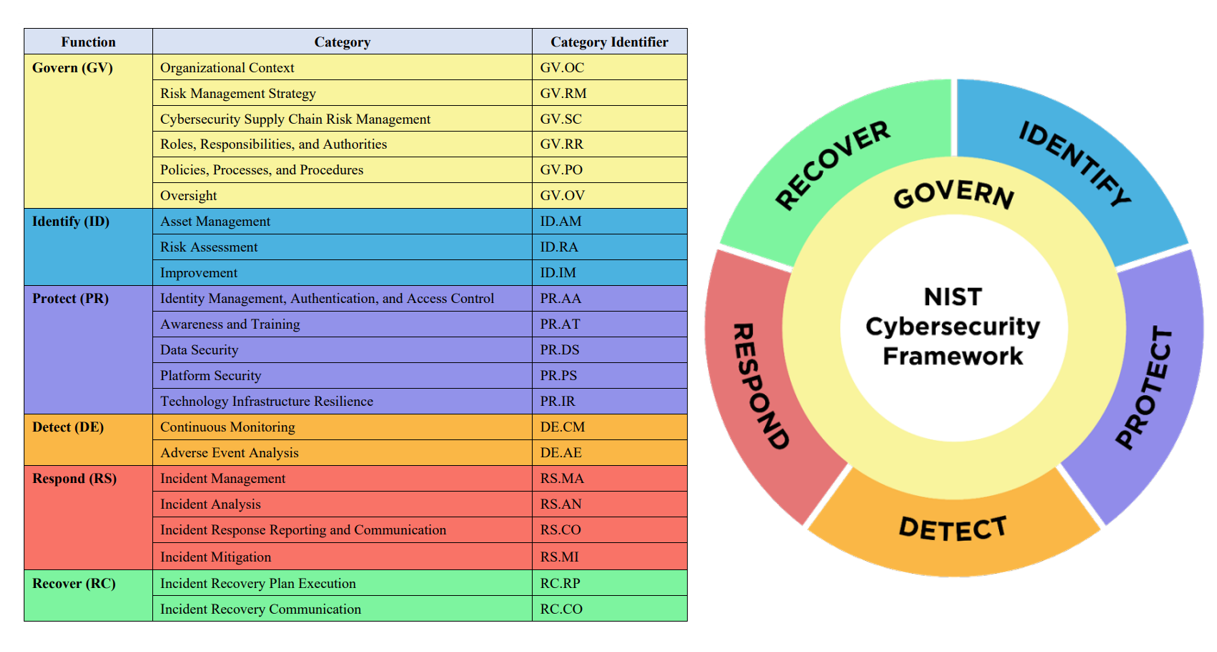 Function Category Category Identifier
Govern (GV) Organizational Context GV.OC
Risk Management Strategy GV.RM
Cybersecurity Supply Chain Risk Management GV.SC
Roles, Responsibilities, and Authorities GV.RR
Policies, Processes, and Procedures GV.PO
Oversight GV.OV
Identify (ID) Asset Management ID.AM
Risk Assessment ID.RA
Improvement ID.IM
Protect (PR) Identity Management, Authentication, and Access Control PR.AA
Awareness and Training PR.AT
Data Security PR.DS
Platform Security PR.PS
Technology Infrastructure Resilience PR.IR
Detect (DE) Continuous Monitoring DE.CM
Adverse Event Analysis DE.AE
Respond (RS) Incident Management RS.MA
Incident Analysis RS.AN
Incident Response Reporting and Communication RS.CO
Incident Mitigation RS.MI
Recover (RC) Incident Recovery Plan Execution RC.RP
Incident Recovery Communication RC.CO
RECOVER
IDENTIFY
GOVERN
NIST
Cybersecurity
Framework
RESPOND
PROTECT
DETECT